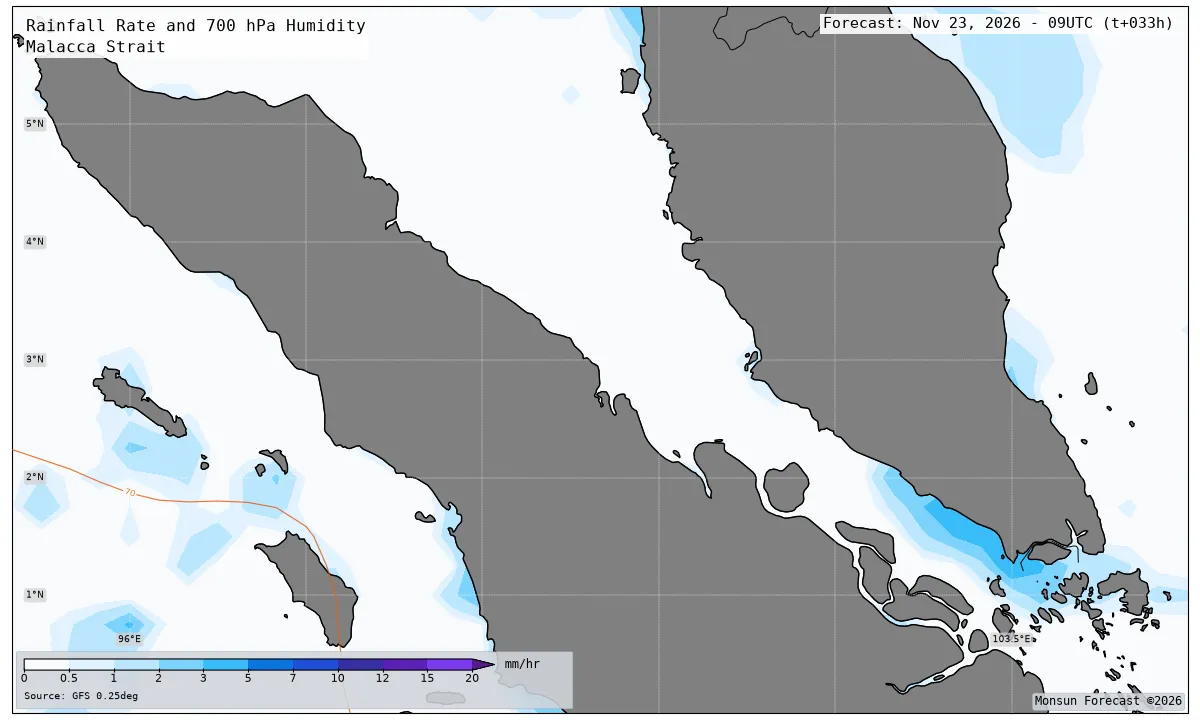 Rainfall Rate and 700 hPa Humidity
Malacca Strait
Forecast: Nov 23, 2026 - 09UTC (t+033h)
5°N
4°N
3°N
2°N
1°N
70
96°E
103.5°E
0 0.5 1 2 3 5 7 10 12 15 20
mm/hr
Source: GFS 0.25deg
Monsun Forecast ©2026